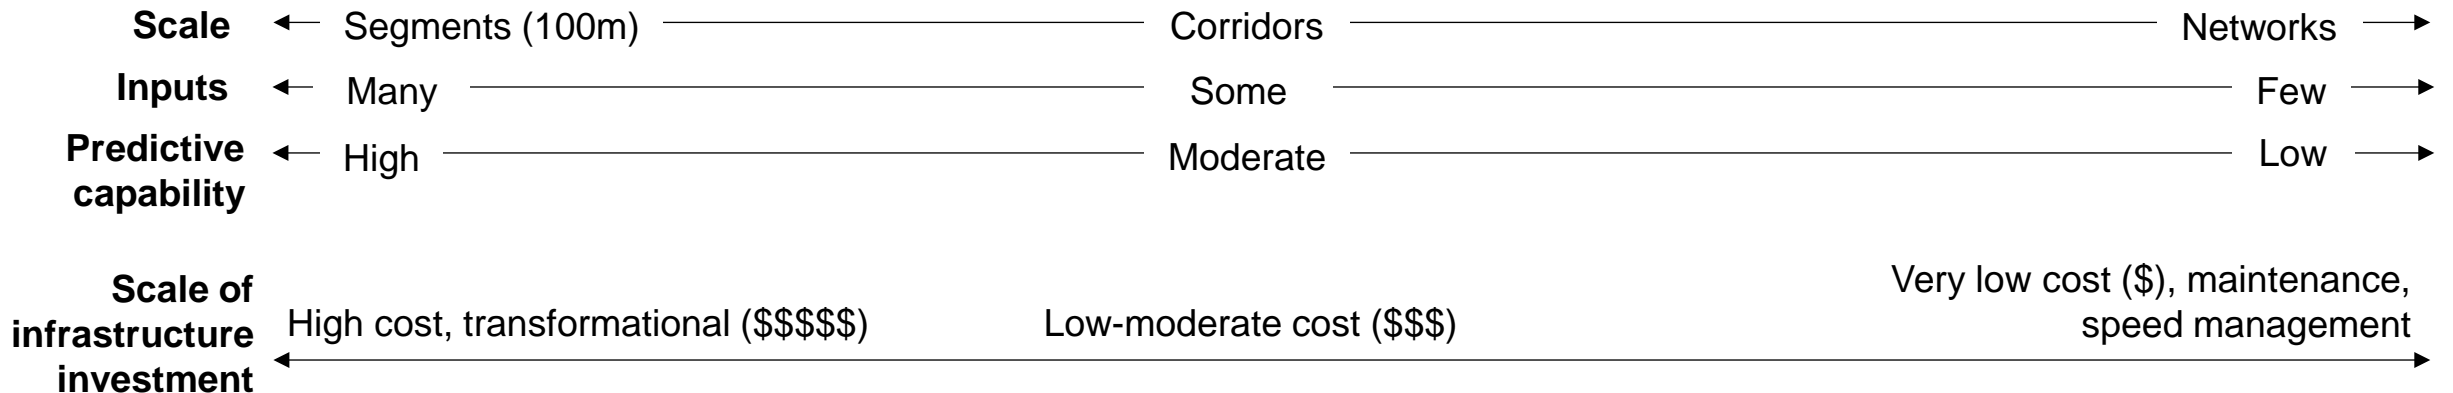 Scale Segments (100m) Corridors Networks
Inputs Many Some Few
Predictive capability High Moderate Low
Scale of infrastructure investment
High cost, transformational ($$$$$) Low-moderate cost ($$$)
Very low cost ($), maintenance,
speed management